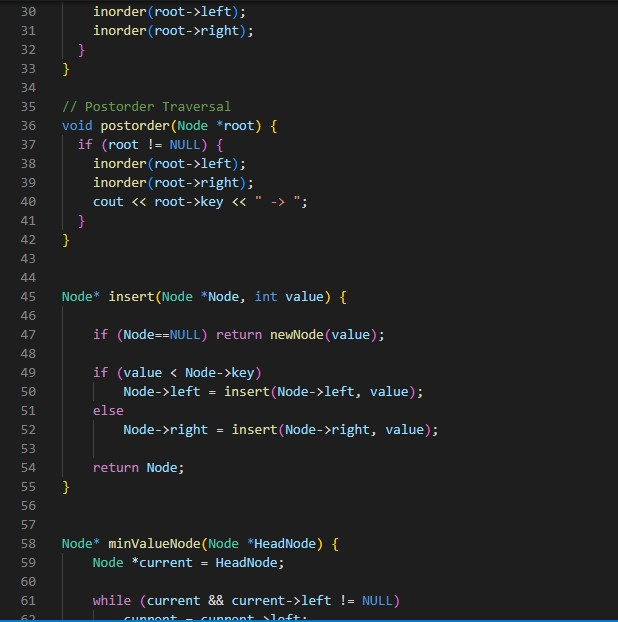 30 inorder(root->left);
31 inorder(root->right);
32 }
33 }
34
35 // Postorder Traversal
36 void postorder(Node *root) {
37 if (root != NULL) {
38 inorder(root->left);
39 inorder(root->right);
40 cout << root->key << " -> ";
41 }
42 }
43
44
45 Node* insert(Node *Node, int value) {
46
47 if (Node==NULL) return newNode(value);
48
49 if (value < Node->key)
50 Node->left = insert(Node->left, value);
51 else
52 Node->right = insert(Node->right, value);
53
54 return Node;
55 }
56
57
58 Node* minValueNode(Node *HeadNode) {
59 Node *current = HeadNode;
60
61 while (current && current->left != NULL)
62 current = current->left;